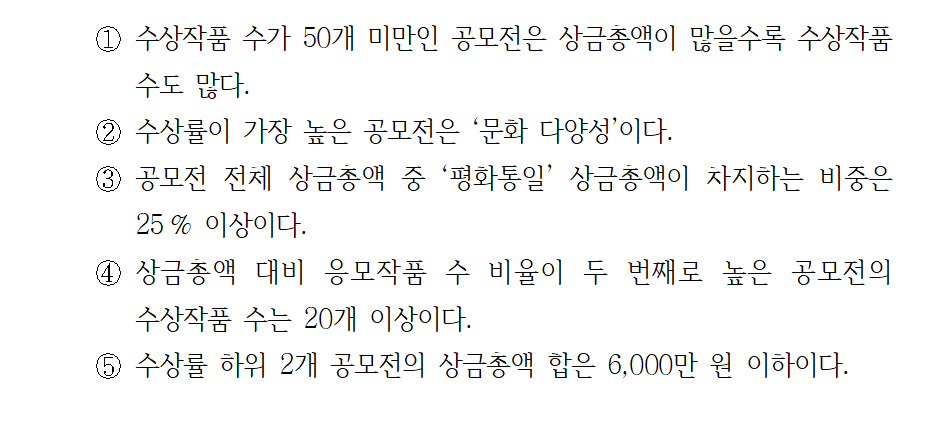 ① 수상작품 수가 50개 미만인 공모전은 상금총액이 많을수록 수상작품
수도 많다.
② 수상률이 가장 높은 공모전은 ‘문화 다양성’이다.
③ 공모전 전체 상금총액 중 ‘평화통일’ 상금총액이 차지하는 비중은
25 % 이상이다.
④ 상금총액 대비 응모작품 수 비율이 두 번째로 높은 공모전의
수상작품 수는 20개 이상이다.
⑤ 수상률 하위 2개 공모전의 상금총액 합은 6,000만 원 이하이다.